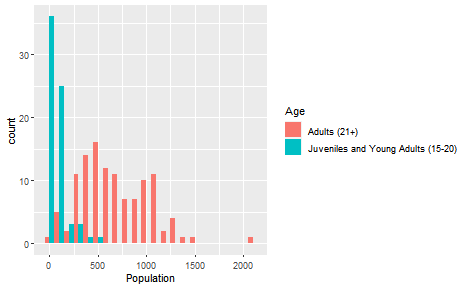 30
20
10
0
count
0
500
1000
1500
2000
Population
Age
Adults (21+)
Juveniles and Young Adults (15-20)